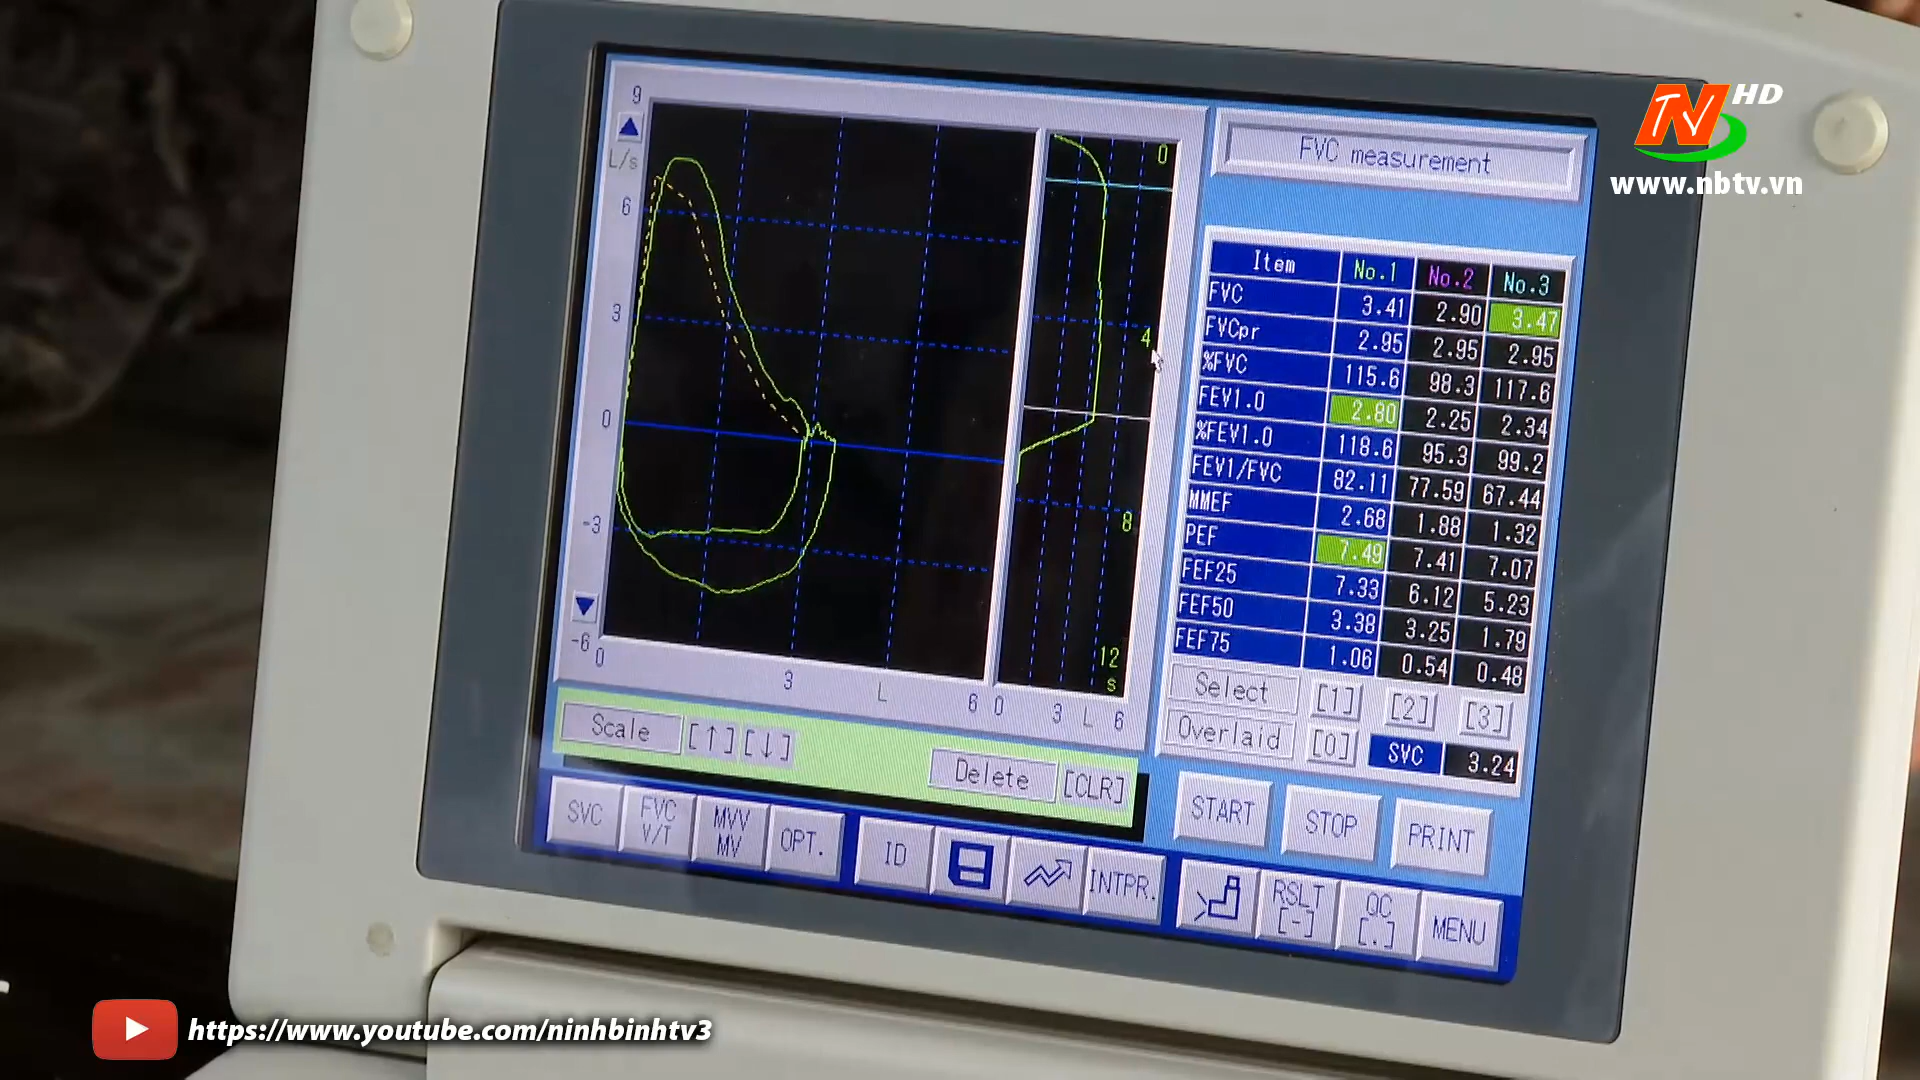 9
L/s
6
3
0
-3
-6
0 3 L 6
0
4
8
12
s
0 3 L 6
FVC measurement
Item No.1 No.2 No.3
FVC 3.41 2.90 3.47
FVCpr 2.95 2.95 2.95
%FVC 115.6 98.3 117.6
FEV1.0 2.80 2.25 2.34
%FEV1.0 118.6 95.3 99.2
FEV1/FVC 82.11 77.59 67.44
MMEF 2.68 1.88 1.32
PEF 7.49 7.41 7.07
FEF25 7.33 6.12 5.23
FEF50 3.38 3.25 1.79
FEF75 1.06 0.54 0.48
Select [1] [2] [3]
Overlaid [0] SVC 3.24
Scale [↑][↓]
Delete [CLR]
START STOP PRINT
SVC
FVC
V/T
MVV
MV
OPT.
ID
INTPR.
RSLT
[-]
QC
[.]
MENU
NTV HD
www.nbtv.vn
https://www.youtube.com/ninhbinhtv3